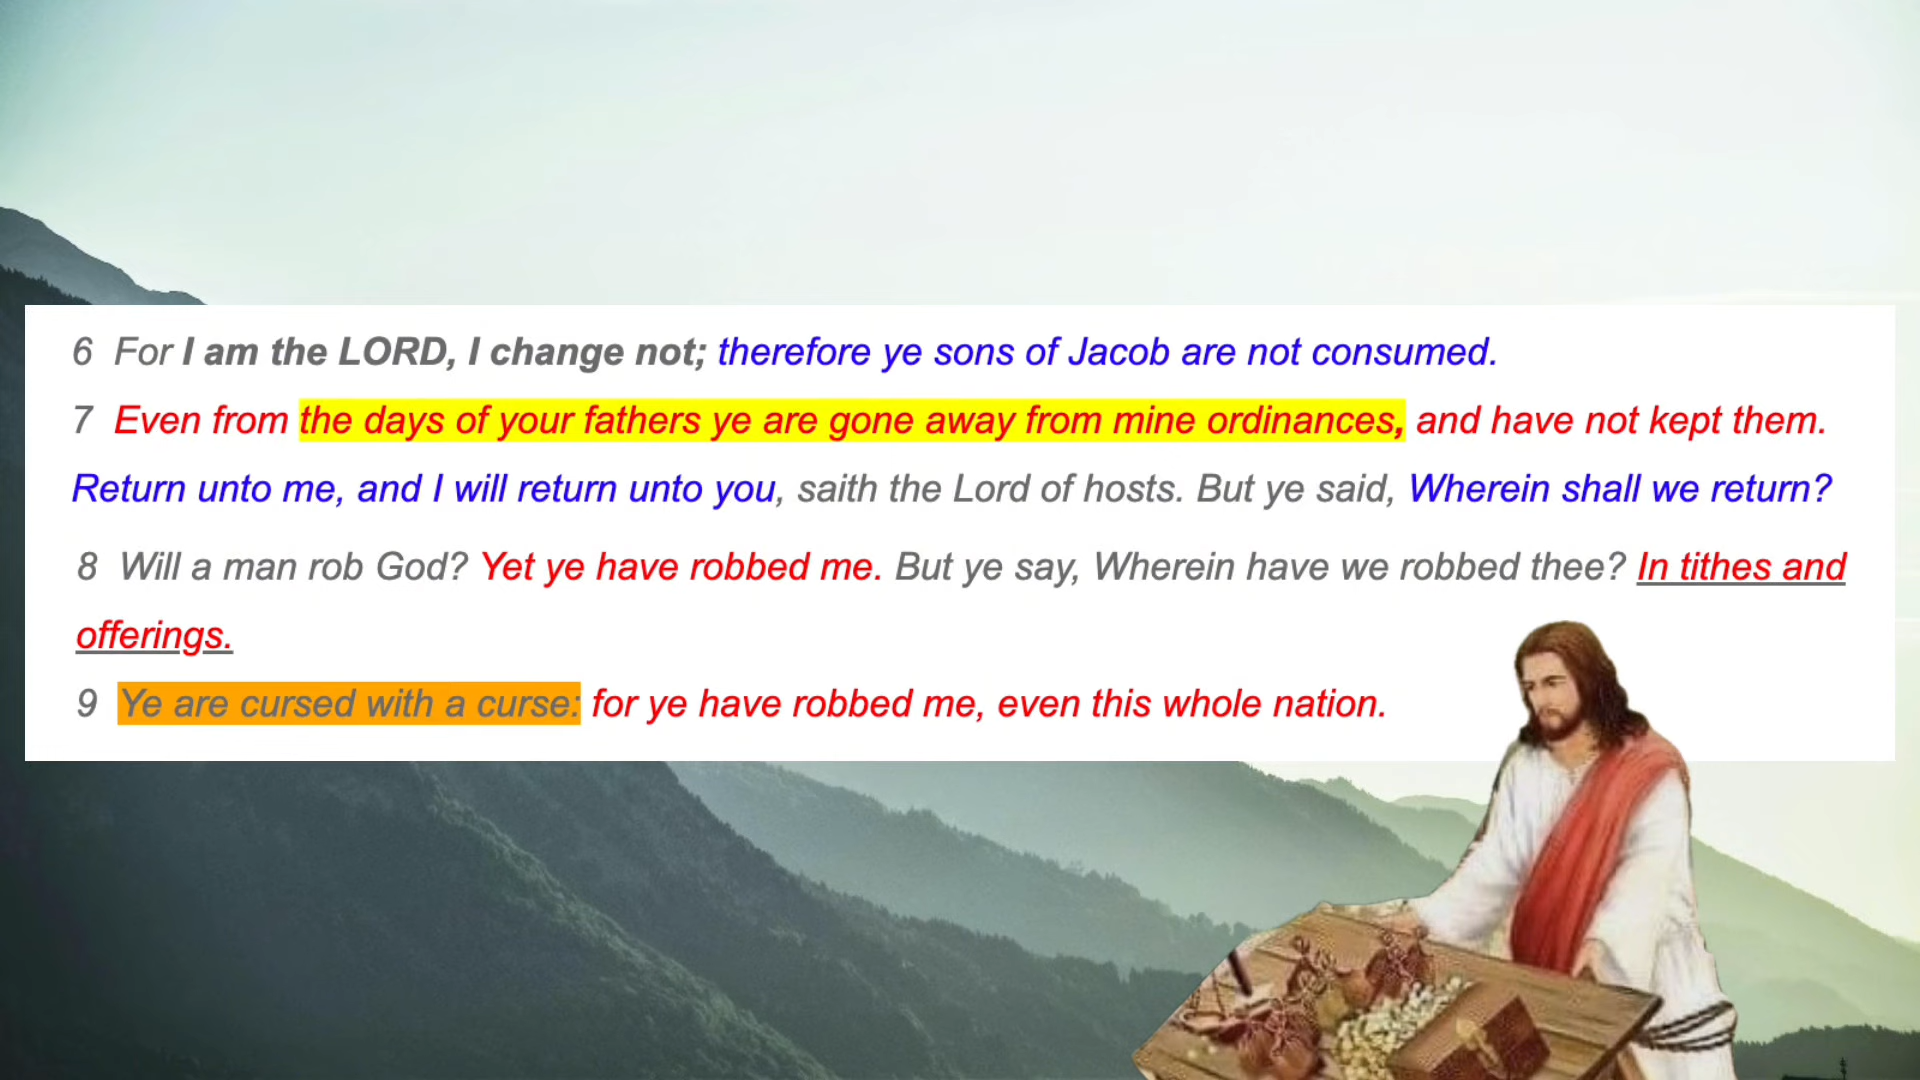 6 For I am the LORD, I change not; therefore ye sons of Jacob are not consumed.
7 Even from the days of your fathers ye are gone away from mine ordinances, and have not kept them.
Return unto me, and I will return unto you, saith the Lord of hosts. But ye said, Wherein shall we return?
8 Will a man rob God? Yet ye have robbed me. But ye say, Wherein have we robbed thee? In tithes and
offerings.
9 Ye are cursed with a curse: for ye have robbed me, even this whole nation.